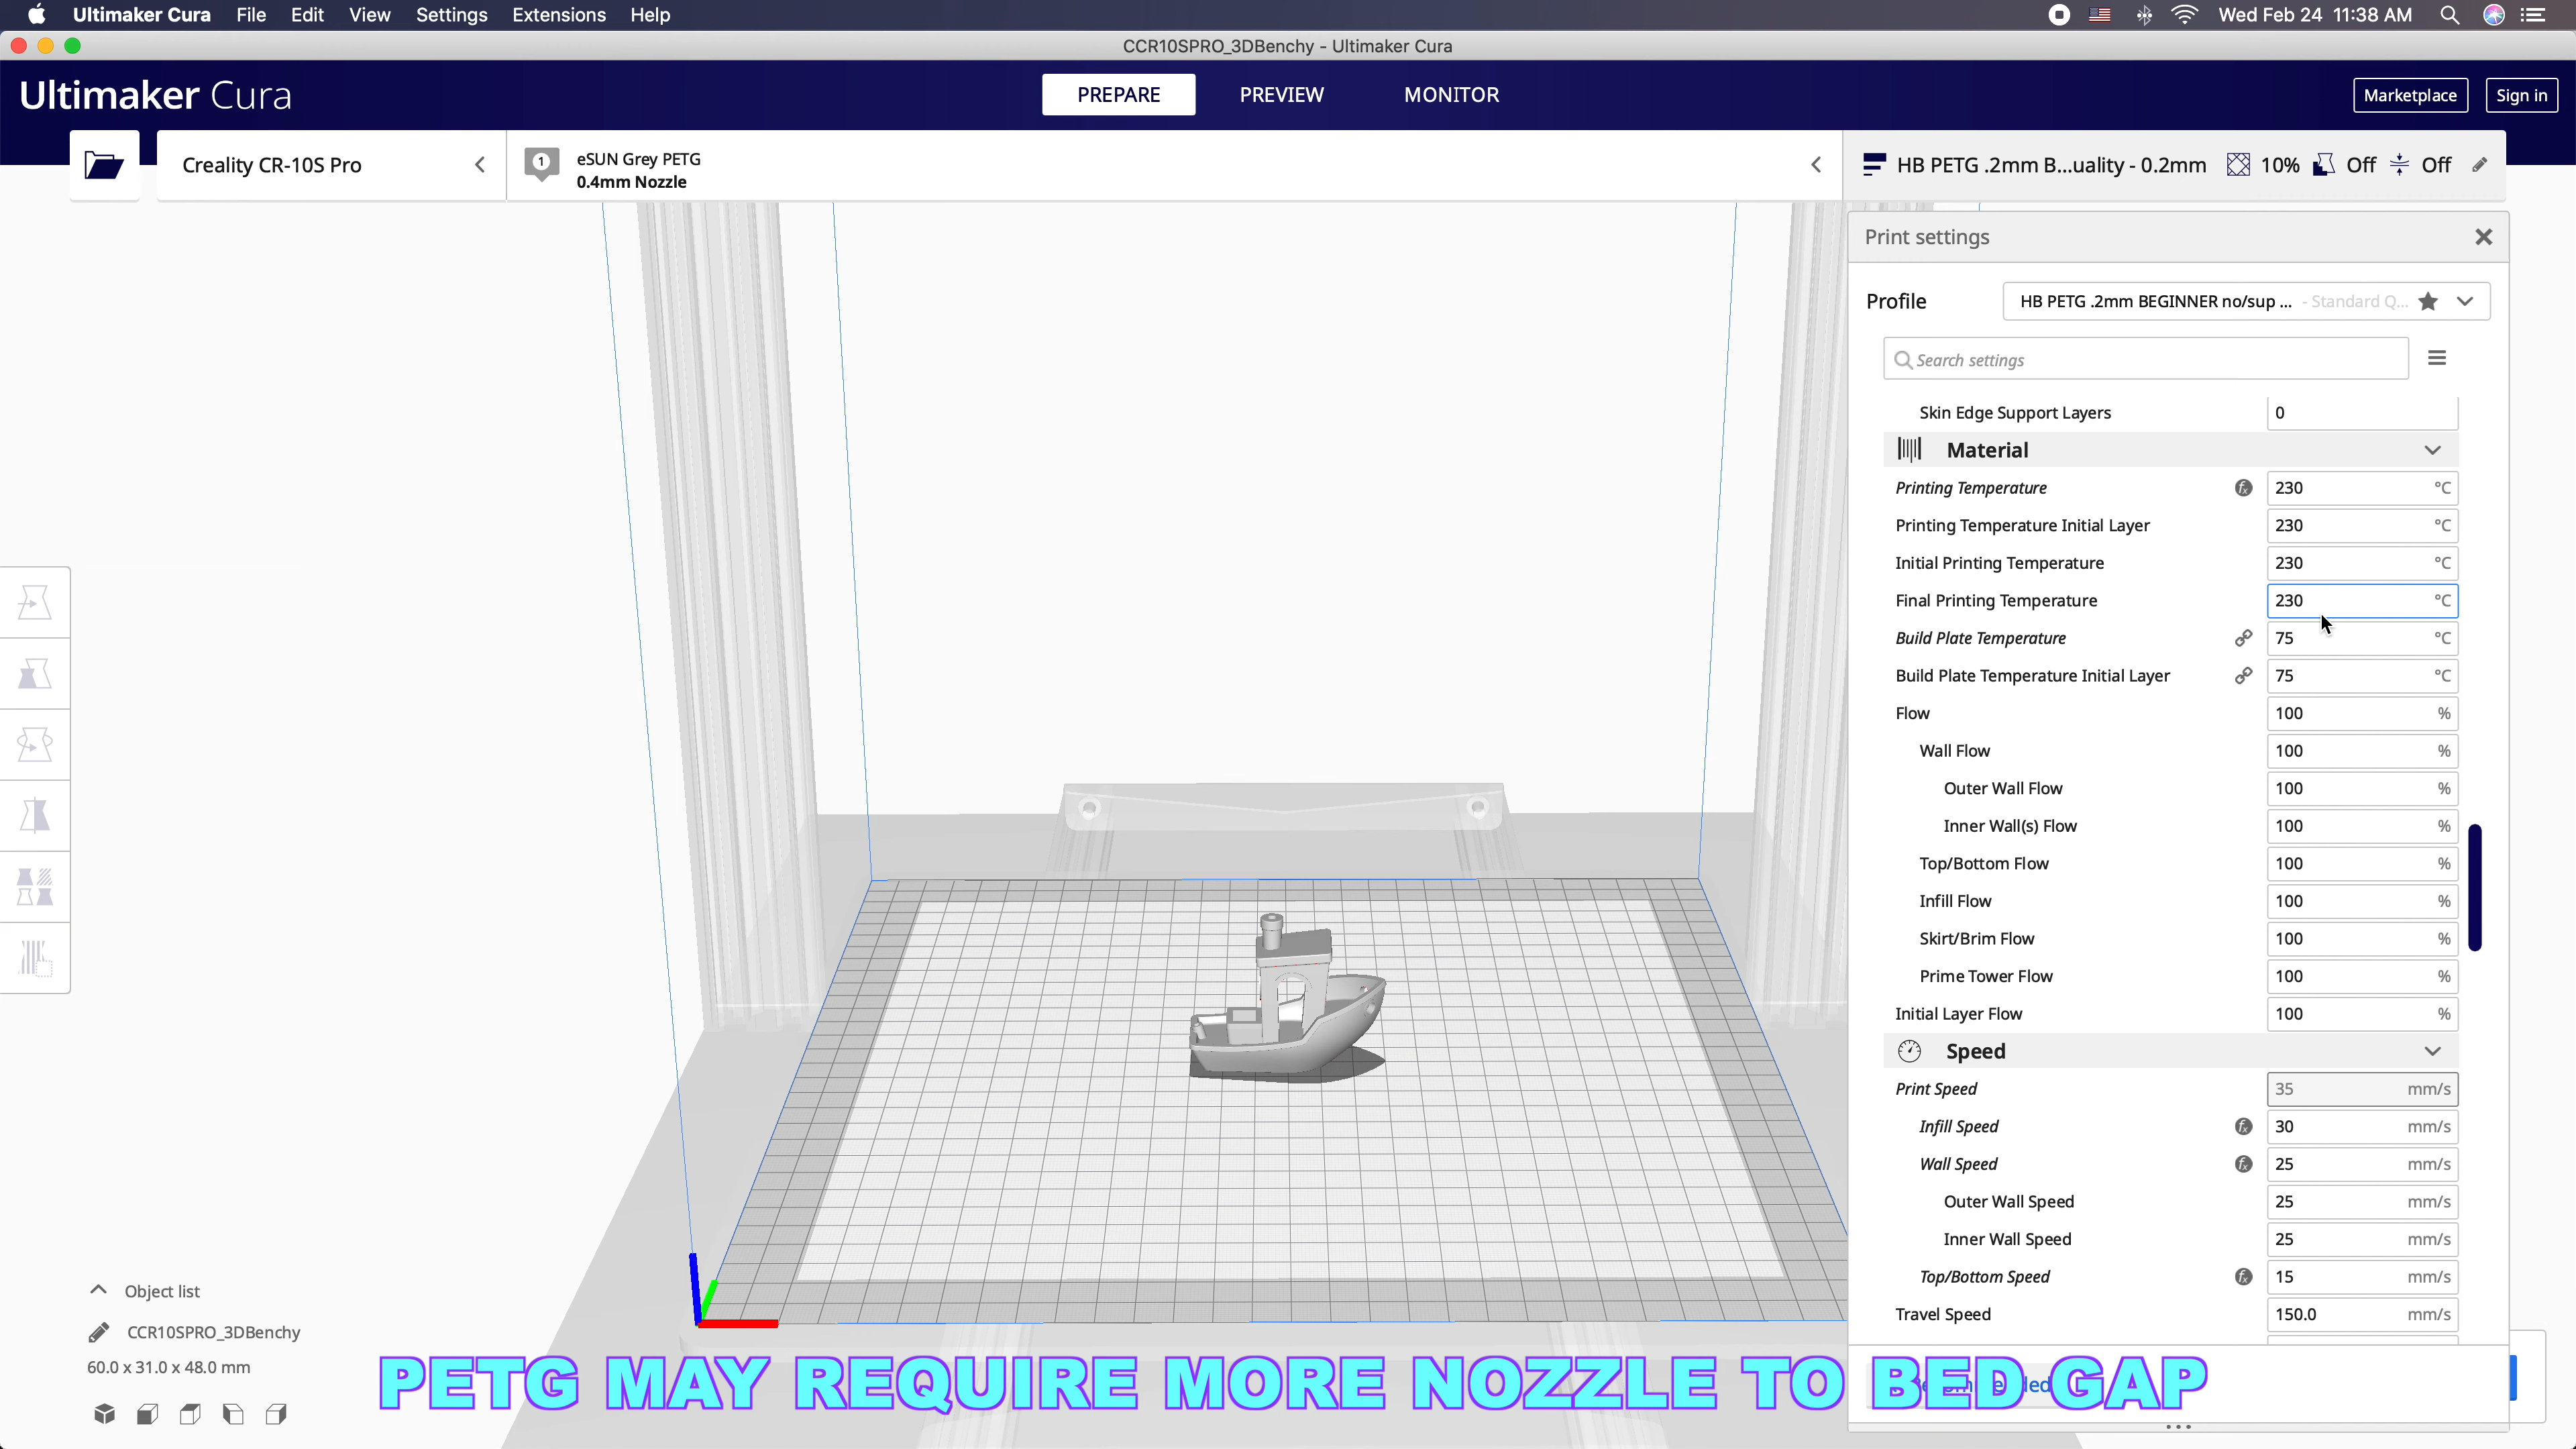 Ultimaker Cura File Edit View Settings Extensions Help Wed Feb 24 11:38 AM
CCR10SPRO_3DBenchy - Ultimaker Cura
Ultimaker Cura PREPARE PREVIEW MONITOR Marketplace Sign in
Creality CR-10S Pro
1 eSUN Grey PETG
0.4mm Nozzle
HB PETG .2mm B...uality - 0.2mm 10% Off Off
Print settings
Profile HB PETG .2mm BEGINNER no/sup ... - Standard Q...
Search settings
Skin Edge Support Layers 0
Material
Printing Temperature 230 °C
Printing Temperature Initial Layer 230 °C
Initial Printing Temperature 230 °C
Final Printing Temperature 230 °C
Build Plate Temperature 75 °C
Build Plate Temperature Initial Layer 75 °C
Flow 100 %
Wall Flow 100 %
Outer Wall Flow 100 %
Inner Wall(s) Flow 100 %
Top/Bottom Flow 100 %
Infill Flow 100 %
Skirt/Brim Flow 100 %
Prime Tower Flow 100 %
Initial Layer Flow 100 %
Speed
Print Speed 35 mm/s
Infill Speed 30 mm/s
Wall Speed 25 mm/s
Outer Wall Speed 25 mm/s
Inner Wall Speed 25 mm/s
Top/Bottom Speed 15 mm/s
Travel Speed 150.0 mm/s
Object list
CCR10SPRO_3DBenchy
60.0 x 31.0 x 48.0 mm
PETG MAY REQUIRE MORE NOZZLE TO BED GAP